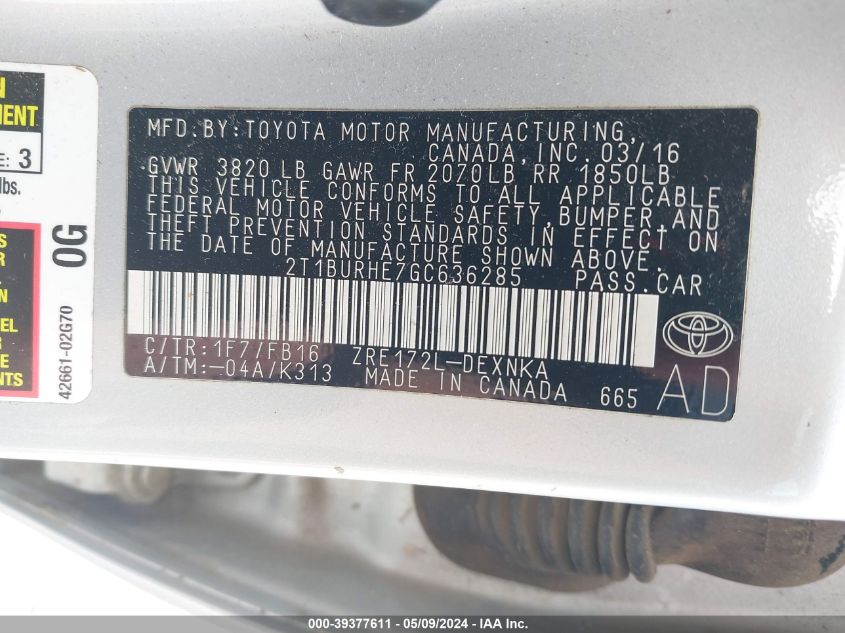 MFD.BY:TOYOTA MOTOR MANUFACTURING,
CANADA,INC. 03/16
GVWR 3820 LB GAWR FR 2070LB RR 1850LB
THIS VEHICLE CONFORMS TO ALL APPLICABLE
FEDERAL MOTOR VEHICLE SAFETY,BUMPER,AND
THEFT PREVENTION STANDARDS IN EFFECT ON
THE DATE OF MANUFACTURE SHOWN ABOVE.
2T1BURHE7GC636285 PASS.CAR
C/TR:1F7/FB16 ZRE172L-DEXNKA
A/TM:-04A/K313 MADE IN CANADA 665
AD
N
EMENT
E: 3
lbs.
S
R
L
.
EL
R
E
NTS
0G
42661-02G70
000-39377611 - 05/09/2024 - IAA Inc.